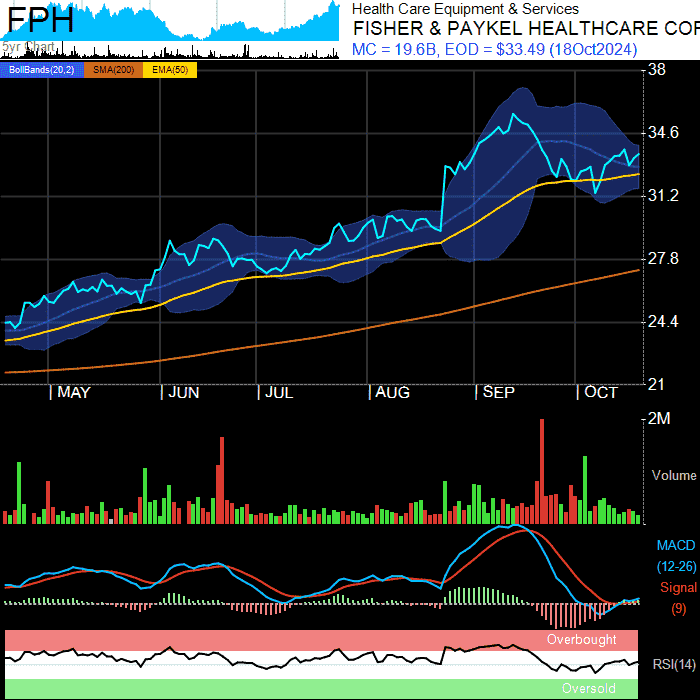 FPH
5yr Chart
Health Care Equipment & Services
FISHER & PAYKEL HEALTHCARE COR
MC = 19.6B, EOD = $33.49 (18Oct2024)
BollBands(20,2) SMA(200) EMA(50)
38
34.6
31.2
27.8
24.4
21
MAY JUN JUL AUG SEP OCT
2M
Volume
MACD
(12-26)
Signal
(9)
Overbought
RSI(14)
Oversold